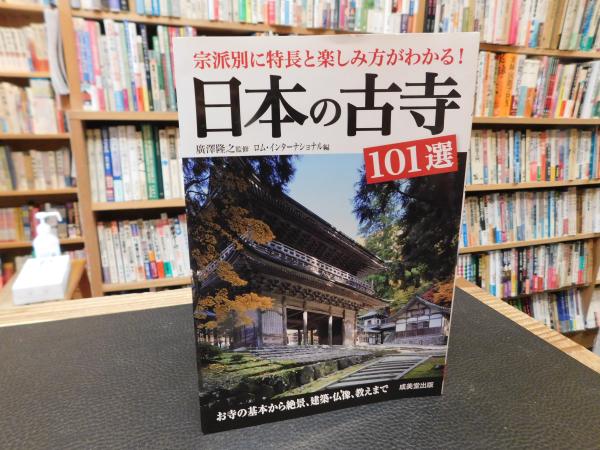 宗派別に特長と楽しみ方がわかる!
日本の古寺
廣澤隆之監修 ロム・インターナショナル編
101選
成美堂出版
お寺の基本から絶景、建築・仏像、教えまで